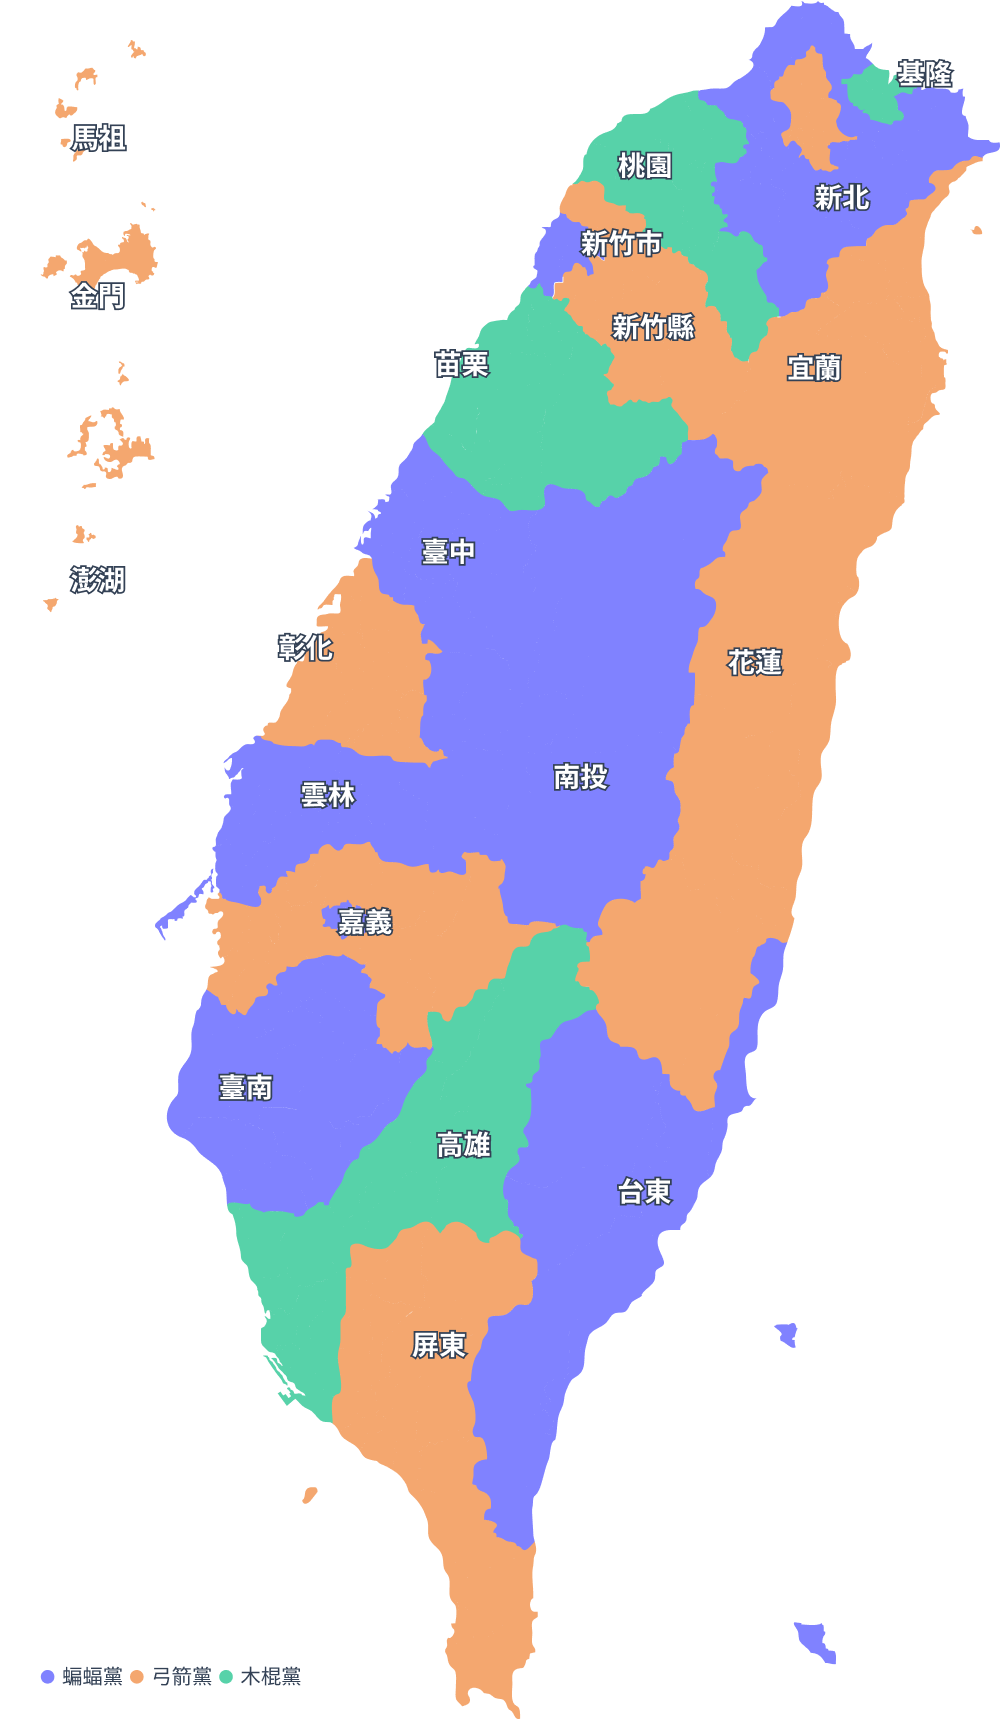 基隆
馬祖
桃園
新北
新竹市
金門
新竹縣
苗栗
宜蘭
臺中
澎湖
彰化
花蓮
南投
雲林
嘉義
臺南
高雄
台東
屏東
蝙蝠黨 弓箭黨 木棍黨